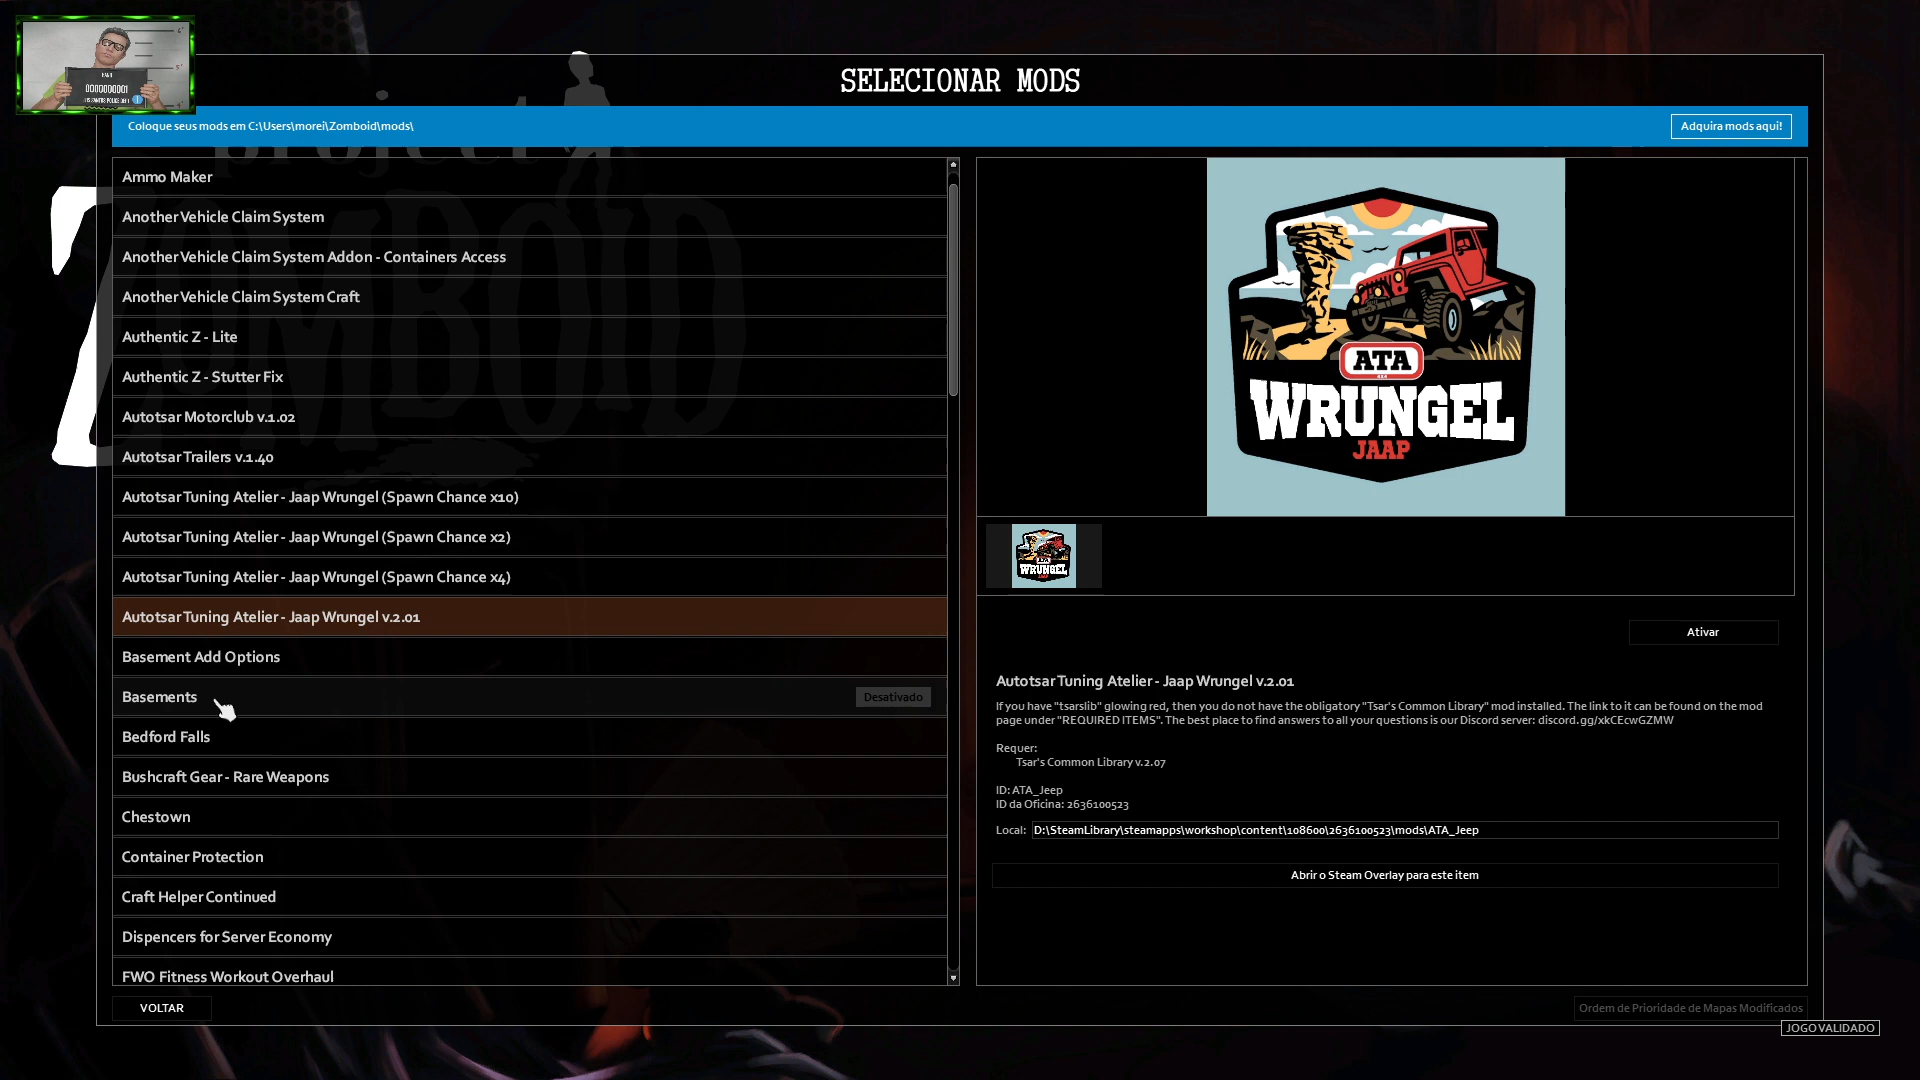 0000000001
SELECIONAR MODS
Coloque seus mods em C:\Users\morei\Zomboid\mods\
Adquira mods aqui!
project
ZOMBOID
Ammo Maker
Another Vehicle Claim System
Another Vehicle Claim System Addon - Containers Access
Another Vehicle Claim System Craft
Authentic Z - Lite
Authentic Z - Stutter Fix
Autotsar Motorclub v.1.02
Autotsar Trailers v.1.40
Autotsar Tuning Atelier - Jaap Wrungel (Spawn Chance x10)
Autotsar Tuning Atelier - Jaap Wrungel (Spawn Chance x2)
Autotsar Tuning Atelier - Jaap Wrungel (Spawn Chance x4)
Autotsar Tuning Atelier - Jaap Wrungel v.2.01
Basement Add Options
Basements
Desativado
Bedford Falls
Bushcraft Gear - Rare Weapons
Chestown
Container Protection
Craft Helper Continued
Dispencers for Server Economy
FWO Fitness Workout Overhaul
ATA
4x4
WRUNGEL
JAAP
ATA
WRUNGEL
JAAP
Ativar
Autotsar Tuning Atelier - Jaap Wrungel v.2.01
If you have "tsarslib" glowing red, then you do not have the obligatory "Tsar's Common Library" mod installed. The link to it can be found on the mod
page under "REQUIRED ITEMS". The best place to find answers to all your questions is our Discord server: discord.gg/xkCEcwGZMW
Requer:
Tsar's Common Library v.2.07
ID: ATA_Jeep
ID da Oficina: 2636100523
Local: D:\SteamLibrary\steamapps\workshop\content\108600\2636100523\mods\ATA_Jeep
Abrir o Steam Overlay para este item
VOLTAR
Ordem de Prioridade de Mapas Modificados
JOGO VALIDADO